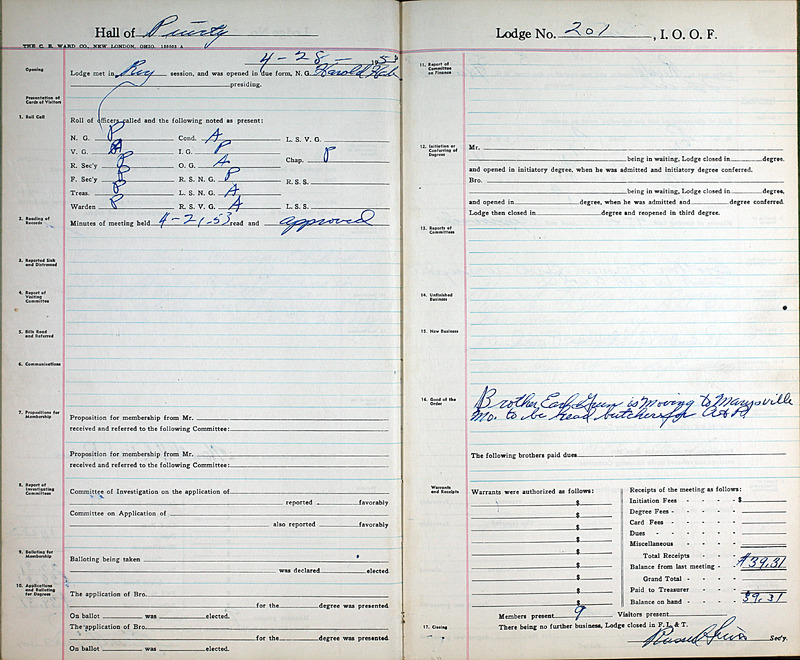 Hall of Purity
THE C. E. WARD CO., NEW LONDON, OHIO.
4-28-1953
Opening
Lodge met in Reg session, and was opened in due form, N. G. Harold
presiding.
Presentation of Cards of Visitors
1. Roll Call
Roll of officers called and the following noted as present:
N. G. P Cond. A L. S. V. G.
V. G. A I. G. P
Chap. P
R. Sec'y P O. G. A
F. Sec'y P R. S. N. G. P R. S. S.
Treas. P L. S. N. G. A
Warden P R. S. V. G. A L. S. S.
2. Reading of Records
Minutes of meeting held 4-21-53 read and approved
3. Reported Sick and Distressed
4. Report of Visiting Committee
5. Bills Read and Referred
6. Communications
7. Propositions for Membership
Proposition for membership from Mr.
received and referred to the following Committee:
Proposition for membership from Mr.
received and referred to the following Committee:
8. Report of Investigating Committees
Committee of Investigation on the application of
reported favorably
Committee on Application of
also reported favorably
9. Balloting for Membership
Balloting being taken
was declared elected.
10. Applications and Balloting for Degrees
The application of Bro.
for the degree was presented.
On ballot was elected.
The application of Bro.
for the degree was presented.
On ballot was elected.
Lodge No. 201, I. O. O. F.
11. Report of Committee on Finance
12. Initiation or Conferring of Degrees
Mr.
being in waiting, Lodge closed in degree,
and opened in initiatory degree, when he was admitted and initiatory degree conferred.
Bro.
being in waiting, Lodge closed in degree,
and opened in degree, when he was admitted and degree conferred.
Lodge then closed in degree and reopened in third degree.
13. Reports of Committees
14. Unfinished Business
15. New Business
16. Good of the Order
Brother Earl Green is moving to Marysville
Mo. to be head butcher for A & P.
The following brothers paid dues
Warrants and Receipts
Warrants were authorized as follows:
$
$
$
$
$
$
$
$
Receipts of the meeting as follows:
Initiation Fees - $
Degree Fees
Card Fees
Dues
Miscellaneous
Total Receipts
Balance from last meeting - $39.31
Grand Total
Paid to Treasurer
Balance on hand 39.31
Members present 9 Visitors present
17. Closing
There being no further business, Lodge closed in F. L. & T.
Russel Sec'y.